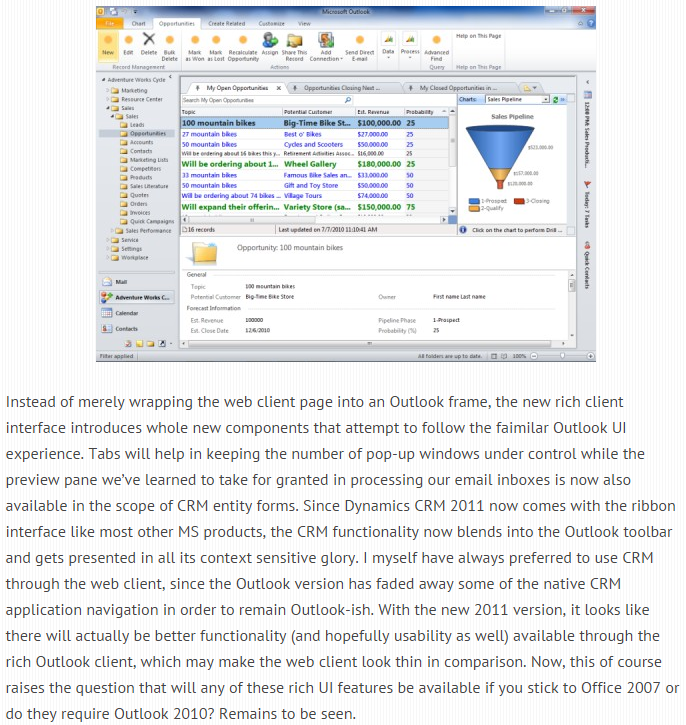 Microsoft Outlook
File Chart Opportunities Create Related Customize View
New Edit Delete Bulk Delete Mark as Won Mark as Lost Recalculate Opportunity Assign Share This Record Add Connection Send Direct E-mail Data Process Advanced Find Help on This Page
Record Management Actions Query Help on This Page
Adventure Works Cycle
Marketing
Resource Center
Sales
Sales
Leads
Opportunities
Accounts
Contacts
Marketing Lists
Competitors
Products
Sales Literature
Quotes
Orders
Invoices
Quick Campaigns
Sales Performance
Service
Settings
Workplace
Mail
Adventure Works C...
Calendar
Contacts
My Open Opportunities Opportunities Closing Next ... My Closed Opportunities in ...
Search My Open Opportunities
Topic Potential Customer Est. Revenue Probability
100 mountain bikes Big-Time Bike St... $100,000.00 25
27 mountain bikes Best o' Bikes $27,000.00 25
50 mountain bikes Cycles and Scooters $50,000.00 25
Will be ordering about 16 bikes this y... Retirement Activities Assoc... $16,000.00 25
Will be ordering about 1... Wheel Gallery $180,000.00 25
33 mountain bikes Famous Bike Sales an... $33,000.00 50
50 mountain bikes Gift and Toy Store $50,000.00 50
Will be ordering about 74 bikes ... Village Tours $74,000.00 50
Will expand their offerin... Variety Store (sa... $150,000.00 75
16 records Last updated on 7/7/2010 11:10:41 AM
Charts: Sales Pipeline
Sales Pipeline
1-Prospect 3-Closing
2-Qualify
Click on the chart to perform Drill ...
Today: 7 Tasks
Quick Contacts
Opportunity: 100 mountain bikes
General
Topic 100 mountain bikes
Potential Customer Big-Time Bike Store Owner First name Last name
Forecast Information
Est. Revenue 100000 Pipeline Phase 1-Prospect
Est. Close Date 12/6/2010 Probability (%) 25
Filter applied All folders are up to date. 100%
Instead of merely wrapping the web client page into an Outlook frame, the new rich client
interface introduces whole new components that attempt to follow the faimilar Outlook UI
experience. Tabs will help in keeping the number of pop-up windows under control while the
preview pane we've learned to take for granted in processing our email inboxes is now also
available in the scope of CRM entity forms. Since Dynamics CRM 2011 now comes with the ribbon
interface like most other MS products, the CRM functionality now blends into the Outlook toolbar
and gets presented in all its context sensitive glory. I myself have always preferred to use CRM
through the web client, since the Outlook version has faded away some of the native CRM
application navigation in order to remain Outlook-ish. With the new 2011 version, it looks like
there will actually be better functionality (and hopefully usability as well) available through the
rich Outlook client, which may make the web client look thin in comparison. Now, this of course
raises the question that will any of these rich UI features be available if you stick to Office 2007 or
do they require Outlook 2010? Remains to be seen.